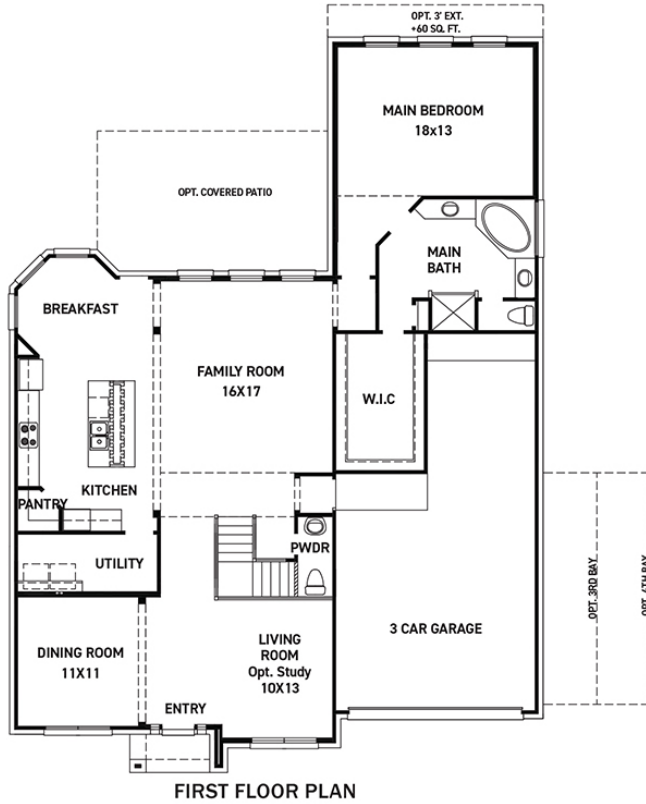 OPT. 3' EXT.
+60 SQ. FT.
MAIN BEDROOM
18x13
OPT. COVERED PATIO
MAIN
BATH
BREAKFAST
FAMILY ROOM
16X17
W.I.C
KITCHEN
PANTRY
PWDR
UTILITY
OPT. 3RD BAY
3 CAR GARAGE
DINING ROOM
11X11
LIVING
ROOM
Opt. Study
10X13
ENTRY
FIRST FLOOR PLAN